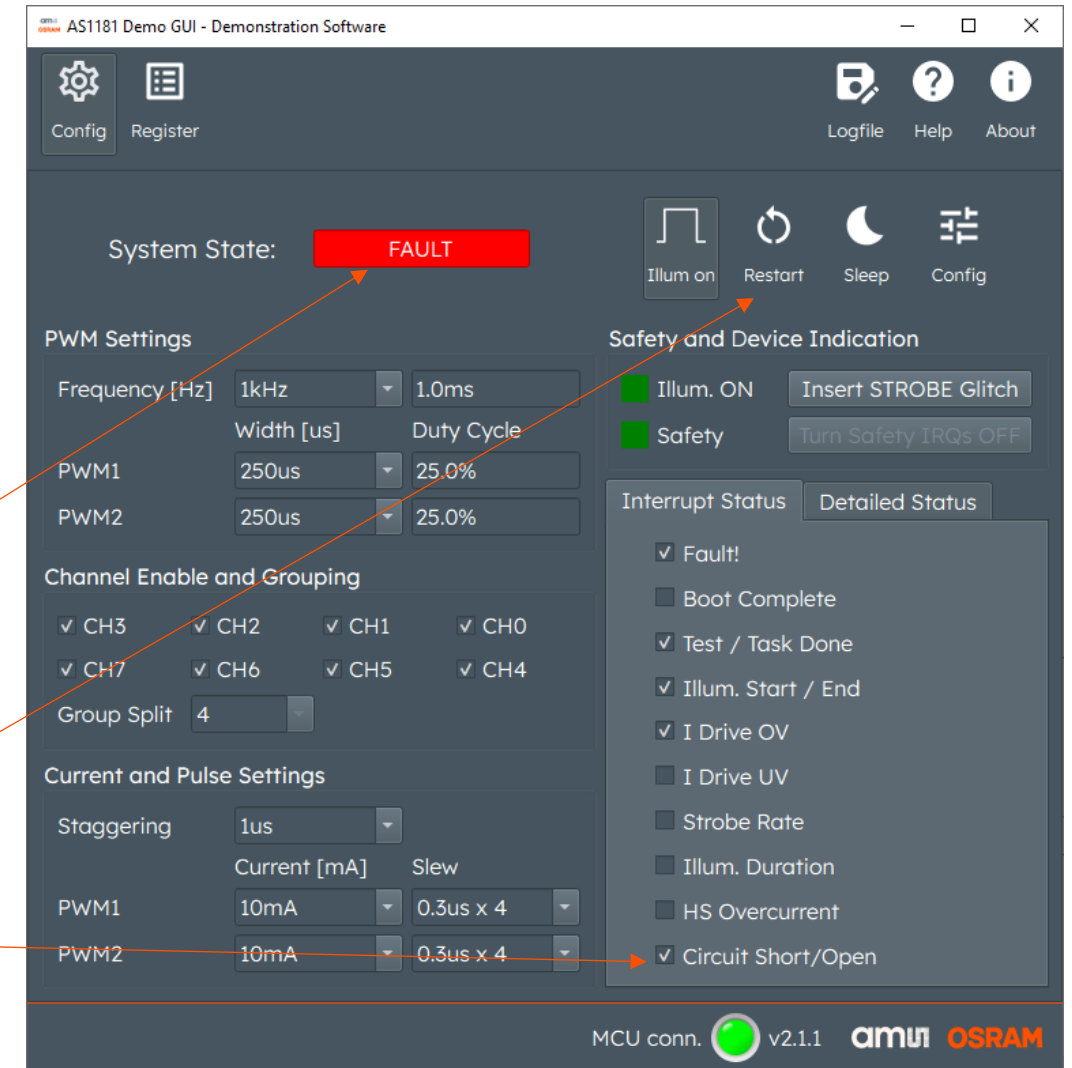 am OSRAM AS1181 Demo GUI - Demonstration Software
Config Register Logfile Help About
System State: FAULT
Illum on Restart Sleep Config
PWM Settings
Frequency [Hz] 1kHz 1.0ms
Width [us] Duty Cycle
PWM1 250us 25.0%
PWM2 250us 25.0%
Channel Enable and Grouping
CH3 CH2 CH1 CH0
CH7 CH6 CH5 CH4
Group Split 4
Current and Pulse Settings
Staggering 1us
Current [mA] Slew
PWM1 10mA 0.3us x 4
PWM2 10mA 0.3us x 4
Safety and Device Indication
Illum. ON Insert STROBE Glitch
Safety Turn Safety IRQs OFF
Interrupt Status Detailed Status
Fault!
Boot Complete
Test / Task Done
Illum. Start / End
I Drive OV
I Drive UV
Strobe Rate
Illum. Duration
HS Overcurrent
Circuit Short/Open
MCU conn. v2.1.1 amu OSRAM